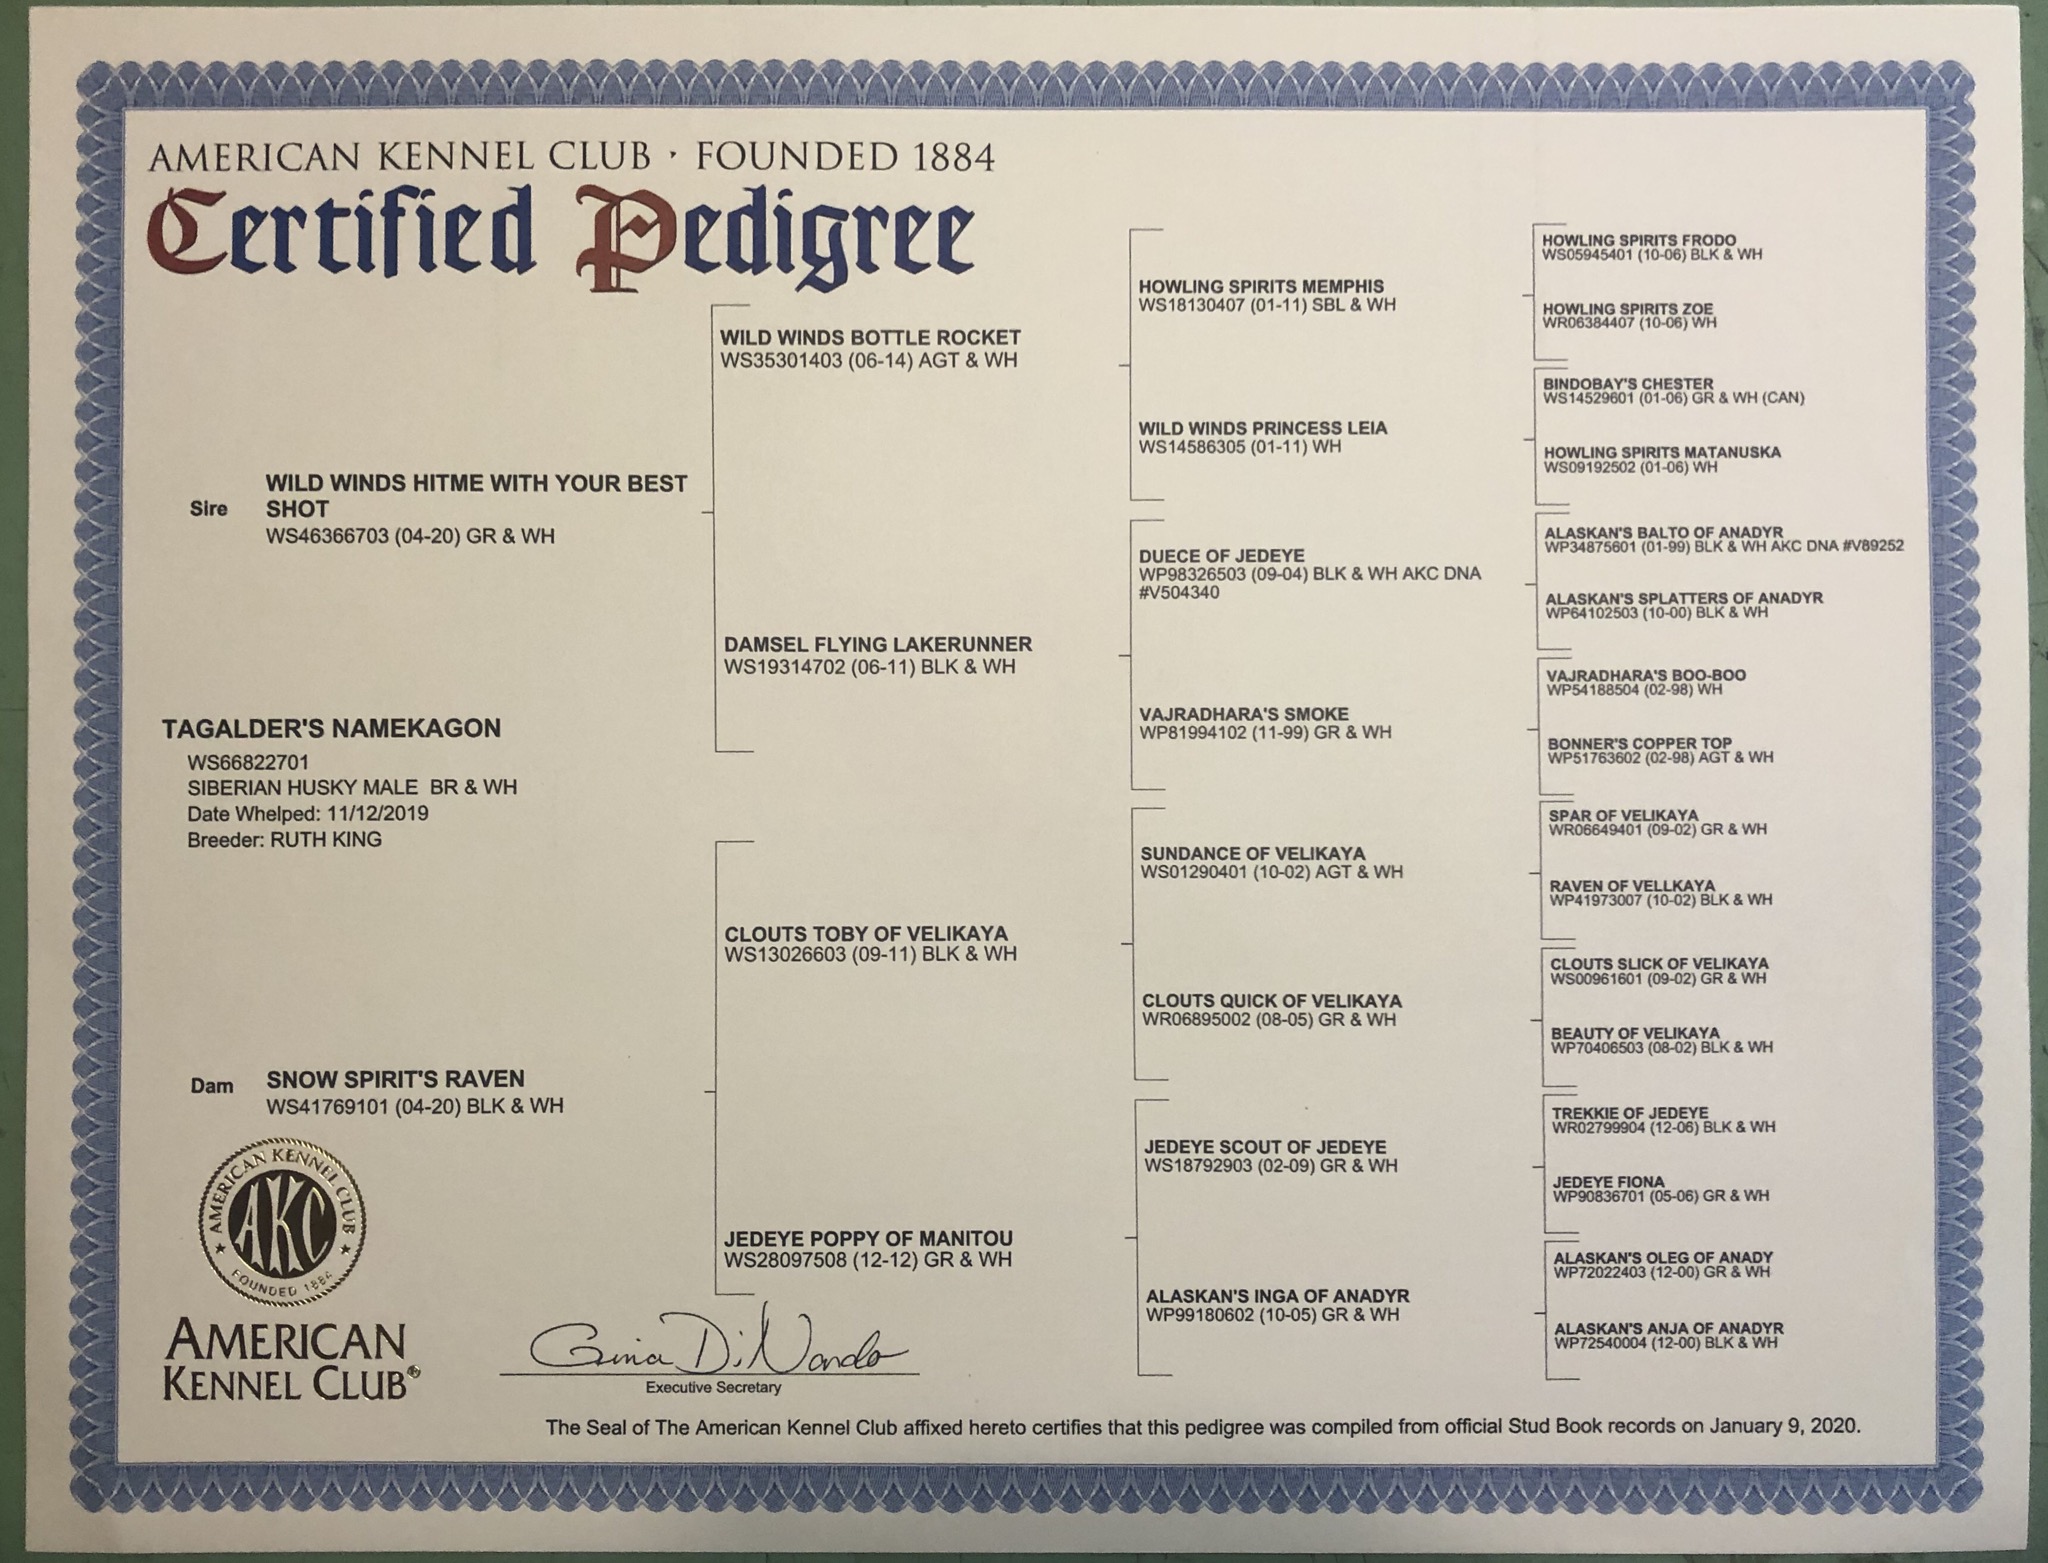 AMERICAN KENNEL CLUB · FOUNDED 1884
Certified Pedigree
Sire
WILD WINDS HITME WITH YOUR BEST
SHOT
WS46366703 (04-20) GR & WH
TAGALDER'S NAMEKAGON
WS66822701
SIBERIAN HUSKY MALE BR & WH
Date Whelped: 11/12/2019
Breeder: RUTH KING
Dam
SNOW SPIRIT'S RAVEN
WS41769101 (04-20) BLK & WH
WILD WINDS BOTTLE ROCKET
WS35301403 (06-14) AGT & WH
DAMSEL FLYING LAKERUNNER
WS19314702 (06-11) BLK & WH
CLOUTS TOBY OF VELIKAYA
WS13026603 (09-11) BLK & WH
JEDEYE POPPY OF MANITOU
WS28097508 (12-12) GR & WH
HOWLING SPIRITS MEMPHIS
WS18130407 (01-11) SBL & WH
WILD WINDS PRINCESS LEIA
WS14586305 (01-11) WH
DUECE OF JEDEYE
WP98326503 (09-04) BLK & WH AKC DNA
#V504340
VAJRADHARA'S SMOKE
WP81994102 (11-99) GR & WH
SUNDANCE OF VELIKAYA
WS01290401 (10-02) AGT & WH
CLOUTS QUICK OF VELIKAYA
WR06895002 (08-05) GR & WH
JEDEYE SCOUT OF JEDEYE
WS18792903 (02-09) GR & WH
ALASKAN'S INGA OF ANADYR
WP99180602 (10-05) GR & WH
HOWLING SPIRITS FRODO
WS05945401 (10-06) BLK & WH
HOWLING SPIRITS ZOE
WR06384407 (10-06) WH
BINDOBAY'S CHESTER
WS14529601 (01-06) GR & WH (CAN)
HOWLING SPIRITS MATANUSKA
WS09192502 (01-06) WH
ALASKAN'S BALTO OF ANADYR
WP34875601 (01-99) BLK & WH AKC DNA #V89252
ALASKAN'S SPLATTERS OF ANADYR
WP64102503 (10-00) BLK & WH
VAJRADHARA'S BOO-BOO
WP54188504 (02-98) WH
BONNER'S COPPER TOP
WP51763602 (02-98) AGT & WH
SPAR OF VELIKAYA
WR06649401 (09-02) GR & WH
RAVEN OF VELLKAYA
WP41973007 (10-02) BLK & WH
CLOUTS SLICK OF VELIKAYA
WS00961601 (09-02) GR & WH
BEAUTY OF VELIKAYA
WP70406503 (08-02) BLK & WH
TREKKIE OF JEDEYE
WR02799904 (12-06) BLK & WH
JEDEYE FIONA
WP90836701 (05-06) GR & WH
ALASKAN'S OLEG OF ANADY
WP72022403 (12-00) GR & WH
ALASKAN'S ANJA OF ANADYR
WP72540004 (12-00) BLK & WH
AMERICAN KENNEL CLUB
AKC
FOUNDED 1884
AMERICAN
KENNEL CLUB®
Gina DiNardo
Executive Secretary
The Seal of The American Kennel Club affixed hereto certifies that this pedigree was compiled from official Stud Book records on January 9, 2020.